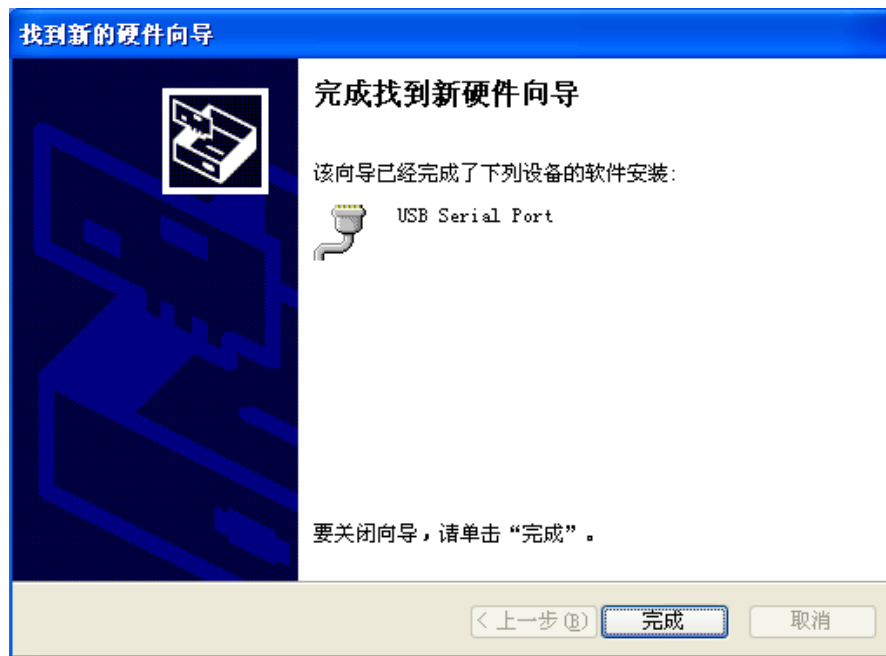 找到新的硬件向导
完成找到新硬件向导
该向导已经完成了下列设备的软件安装:
USB Serial Port
要关闭向导，请单击“完成”。
< 上一步(B)
完成
取消